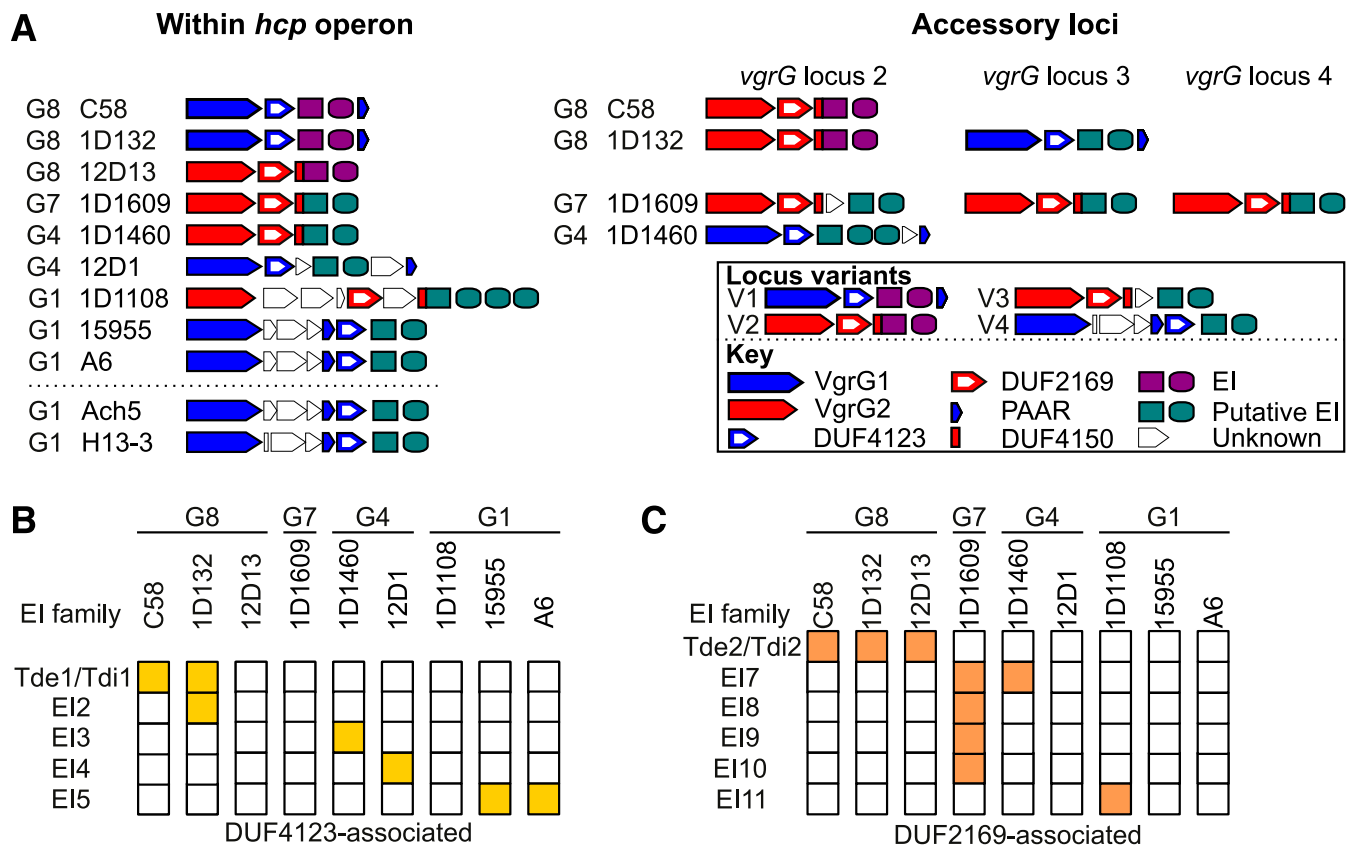 A
Within hcp operon
Accessory loci
vgrG locus 2 vgrG locus 3 vgrG locus 4
G8 C58
G8 1D132
G8 12D13
G7 1D1609
G4 1D1460
G4 12D1
G1 1D1108
G1 15955
G1 A6
G1 Ach5
G1 H13-3
G8 C58
G8 1D132
G7 1D1609
G4 1D1460
Locus variants
V1 V3
V2 V4
Key
VgrG1 DUF2169 EI
VgrG2 PAAR Putative EI
DUF4123 DUF4150 Unknown
B
G8 G7 G4 G1
EI family C58 1D132 12D13 1D1609 1D1460 12D1 1D1108 15955 A6
Tde1/Tdi1
EI2
EI3
EI4
EI5
DUF4123-associated
C
G8 G7 G4 G1
EI family C58 1D132 12D13 1D1609 1D1460 12D1 1D1108 15955 A6
Tde2/Tdi2
EI7
EI8
EI9
EI10
EI11
DUF2169-associated